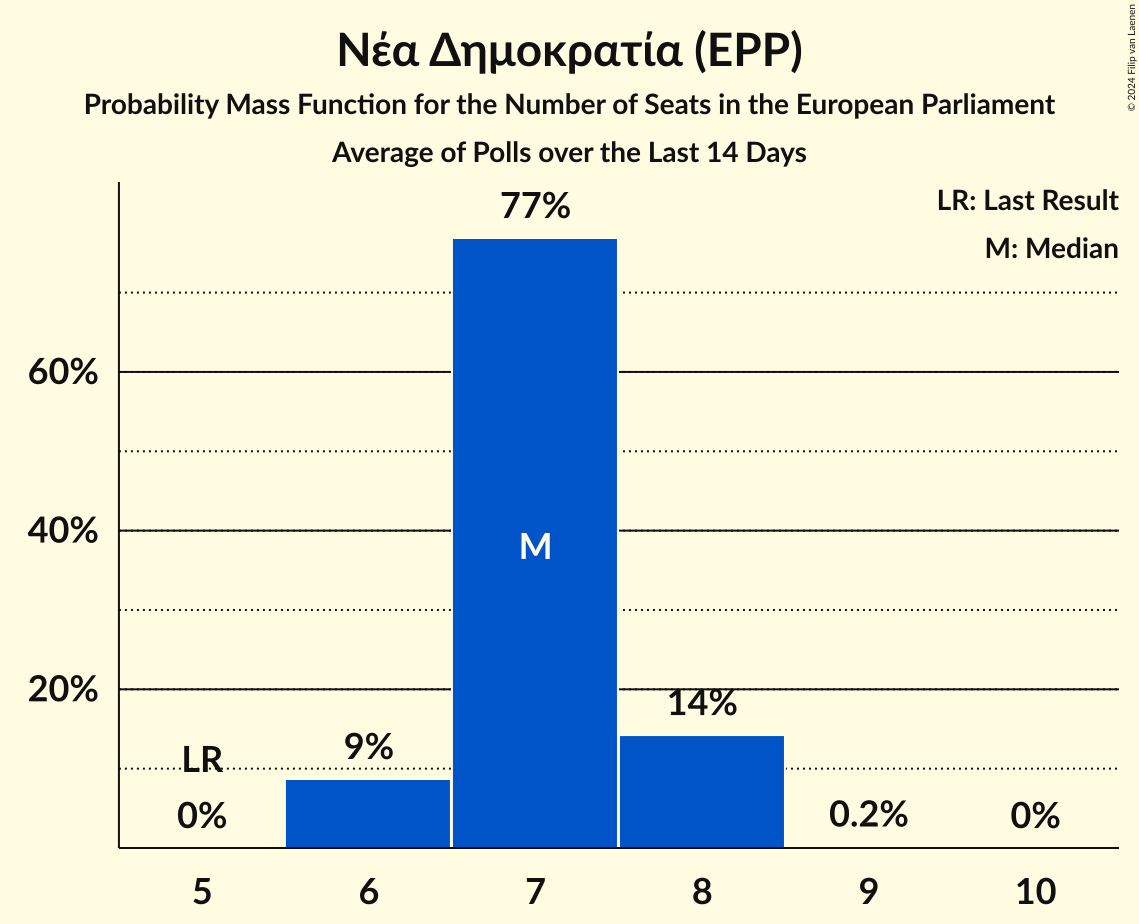 Νέα Δημοκρατία (EPP)
Probability Mass Function for the Number of Seats in the European Parliament
Average of Polls over the Last 14 Days
© 2024 Filip van Laenen
LR: Last Result
M: Median
77%
60%
40%
M
20%
14%
9%
LR
0%
0.2%
0%
5 6 7 8 9 10